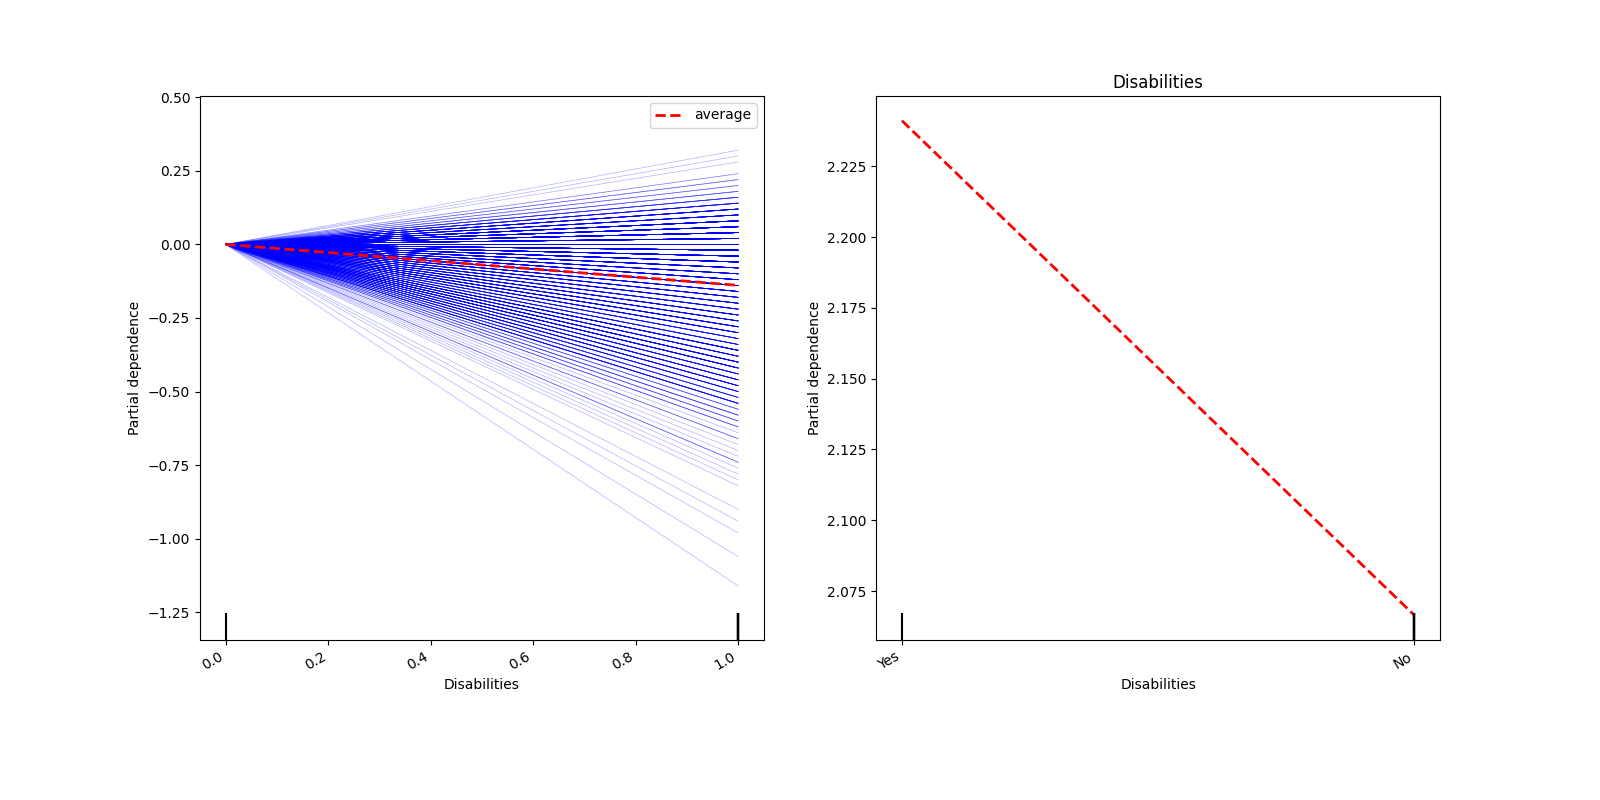 0.50
0.25
0.00
−0.25
−0.50
−0.75
−1.00
−1.25
Partial dependence
average
0.0
0.2
0.4
0.6
0.8
1.0
Disabilities
Disabilities
2.225
2.200
2.175
2.150
2.125
2.100
2.075
Partial dependence
Yes
No
Disabilities